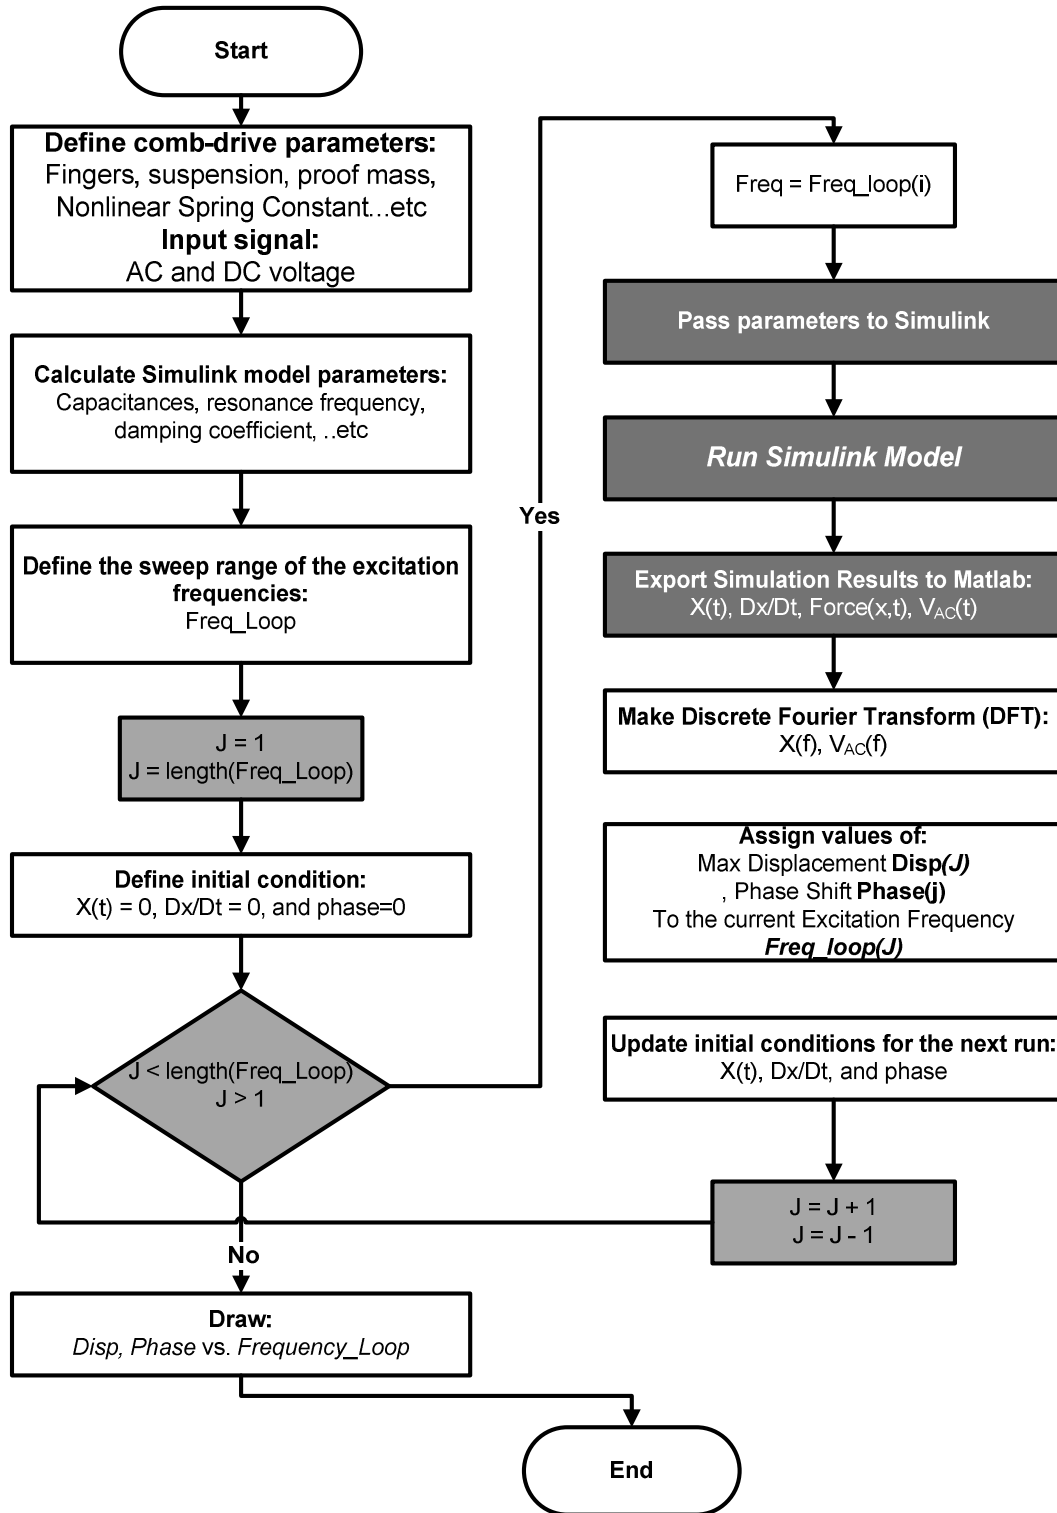 Start
Define comb-drive parameters:
Fingers, suspension, proof mass,
Nonlinear Spring Constant...etc
Input signal:
AC and DC voltage
Calculate Simulink model parameters:
Capacitances, resonance frequency,
damping coefficient, ..etc
Define the sweep range of the excitation
frequencies:
Freq_Loop
J = 1
J = length(Freq_Loop)
Define initial condition:
X(t) = 0, Dx/Dt = 0, and phase=0
J < length(Freq_Loop)
J > 1
Yes
No
Freq = Freq_loop(i)
Pass parameters to Simulink
Run Simulink Model
Export Simulation Results to Matlab:
X(t), Dx/Dt, Force(x,t), VAC(t)
Make Discrete Fourier Transform (DFT):
X(f), VAC(f)
Assign values of:
Max Displacement Disp(J)
, Phase Shift Phase(j)
To the current Excitation Frequency
Freq_loop(J)
Update initial conditions for the next run:
X(t), Dx/Dt, and phase
J = J + 1
J = J - 1
Draw:
Disp, Phase vs. Frequency_Loop
End